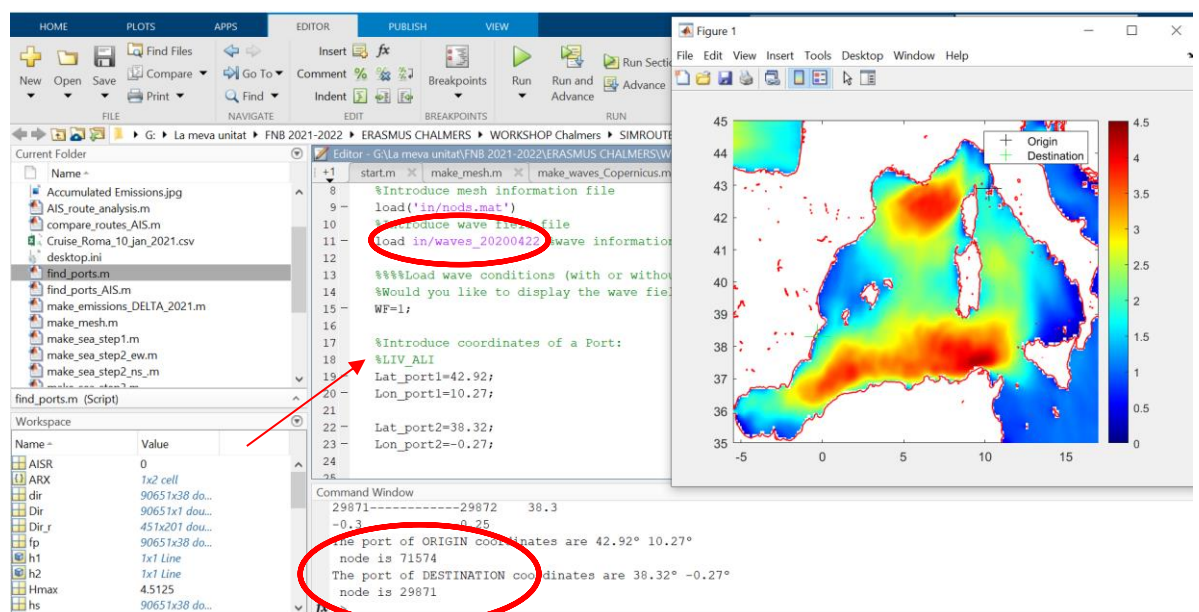 HOME PLOTS APPS EDITOR PUBLISH VIEW
New Open Save Find Files Compare Print
FILE
Go To Find
NAVIGATE
Insert fx
Comment %
Indent
EDIT
Breakpoints
BREAKPOINTS
Run Run and Advance Run Sectio Advance
RUN
G: La meva unitat FNB 2021-2022 ERASMUS CHALMERS WORKSHOP Chalmers SIMROUTE
Current Folder
Name
Accumulated Emissions.jpg
AIS_route_analysis.m
compare_routes_AIS.m
Cruise_Roma_10_jan_2021.csv
desktop.ini
find_ports.m
find_ports_AIS.m
make_emissions_DELTA_2021.m
make_mesh.m
make_sea_step1.m
make_sea_step2_ew.m
make_sea_step2_ns_.m
find_ports.m (Script)
Workspace
Name Value
AISR 0
ARX 1x2 cell
dir 90651x38 do...
Dir 90651x1 dou...
Dir_r 451x201 dou...
fp 90651x38 do...
h1 1x1 Line
h2 1x1 Line
Hmax 4.5125
hs 90651x38 do...
Editor - G:\La meva unitat\FNB 2021-2022\ERASMUS CHALMERS\W
+1 start.m make_mesh.m make_waves_Copernicus.m
8 %Introduce mesh information file
9 load('in/nods.mat')
10 %Introduce wave field file
11 load in/waves_20200422 %wave information
12
13 %%%%Load wave conditions (with or withou
14 %Would you like to display the wave fiel
15 WF=1;
16
17 %Introduce coordinates of a Port:
18 %LIV_ALI
19 Lat_port1=42.92;
20 Lon_port1=10.27;
21
22 Lat_port2=38.32;
23 Lon_port2=-0.27;
24
25
Command Window
29871------------29872 38.3
-0.3 -0.25
The port of ORIGIN coordinates are 42.92° 10.27°
node is 71574
The port of DESTINATION coordinates are 38.32° -0.27°
node is 29871
fx
Figure 1
File Edit View Insert Tools Desktop Window Help
Origin
Destination
45
44
43
42
41
40
39
38
37
36
35
-5 0 5 10 15
4.5
4
3.5
3
2.5
2
1.5
1
0.5
0